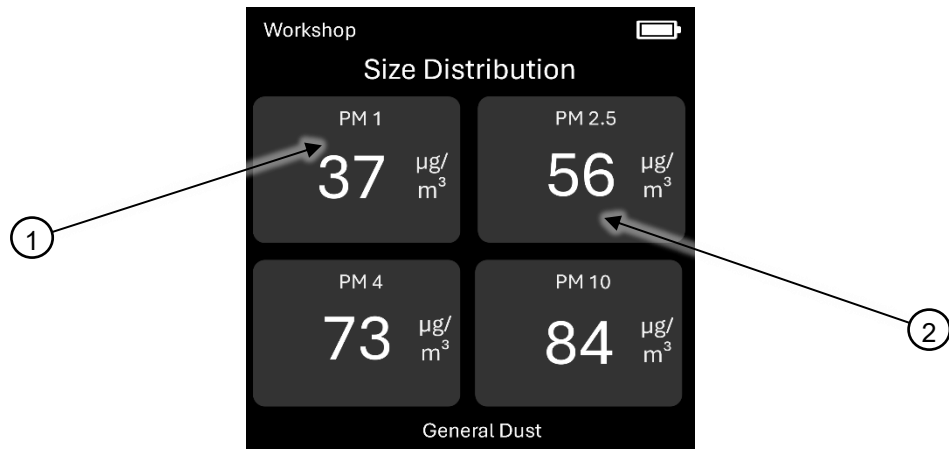 Workshop
Size Distribution
PM 1
37 µg/
m³
PM 2.5
56 µg/
m³
1
2
PM 4
73 µg/
m³
PM 10
84 µg/
m³
General Dust